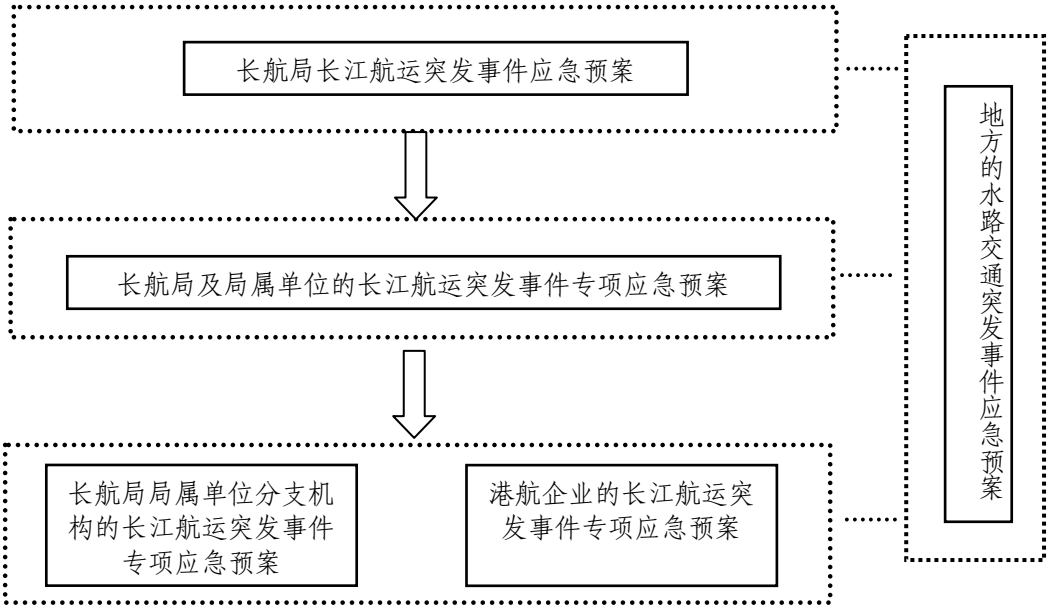 长航局长江航运突发事件应急预案
长航局及局属单位的长江航运突发事件专项应急预案
长航局局属单位分支机
构的长江航运突发事件
专项应急预案
港航企业的长江航运突
发事件专项应急预案
地方的水路交通突发事件应急预案